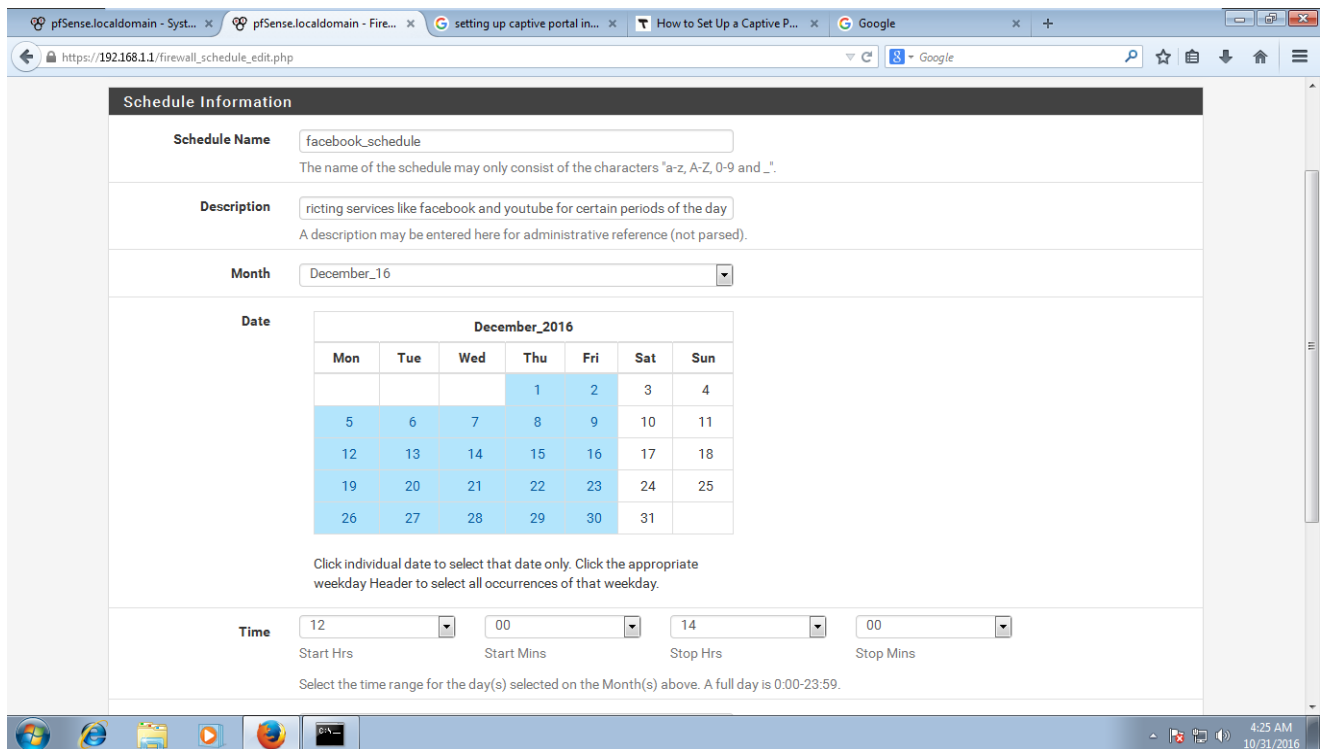 pfSense.localdomain - Syst... pfSense.localdomain - Fire... setting up captive portal in... How to Set Up a Captive P... Google
https://192.168.1.1/firewall_schedule_edit.php Google
Schedule Information
Schedule Name facebook_schedule
The name of the schedule may only consist of the characters "a-z, A-Z, 0-9 and _".
Description ricting services like facebook and youtube for certain periods of the day
A description may be entered here for administrative reference (not parsed).
Month December_16
Date December_2016
Mon Tue Wed Thu Fri Sat Sun
1 2 3 4
5 6 7 8 9 10 11
12 13 14 15 16 17 18
19 20 21 22 23 24 25
26 27 28 29 30 31
Click individual date to select that date only. Click the appropriate
weekday Header to select all occurrences of that weekday.
Time 12 00 14 00
Start Hrs Start Mins Stop Hrs Stop Mins
Select the time range for the day(s) selected on the Month(s) above. A full day is 0:00-23:59.
4:25 AM
10/31/2016